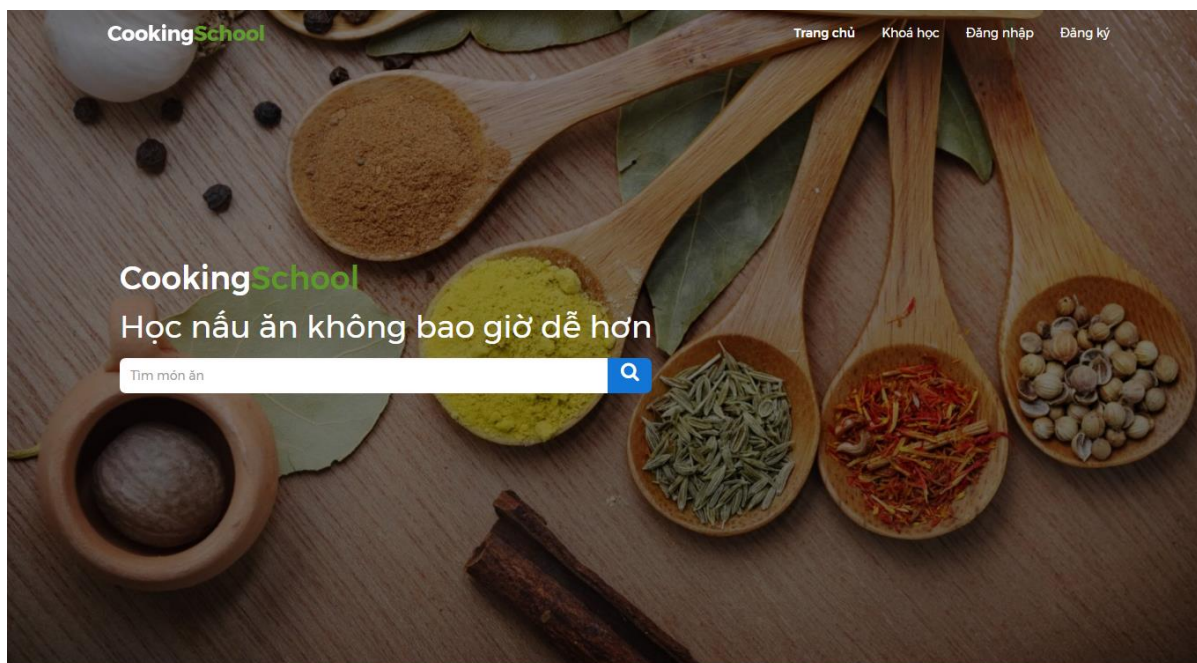 CookingSchool
Trang chủ Khoá học Đăng nhập Đăng ký
CookingSchool
Học nấu ăn không bao giờ dễ hơn
Tìm món ăn